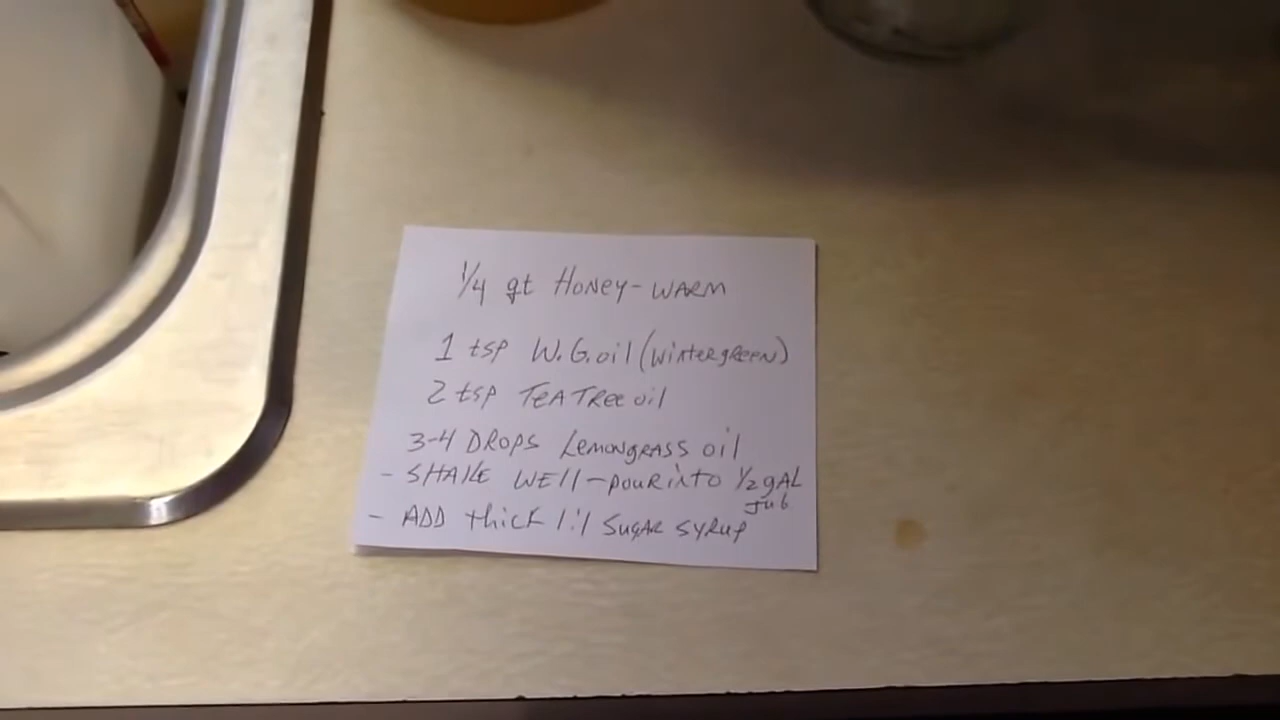 1/4 qt Honey-WARM
1 tsp W.G.oil (wintergreen)
2 tsp TeA TRee oil
3-4 DROPS LemongRASS oil
- SHAKE WELL - pour into 1/2 gAL
Jug
- ADD thick 1:1 SugAR SyRup